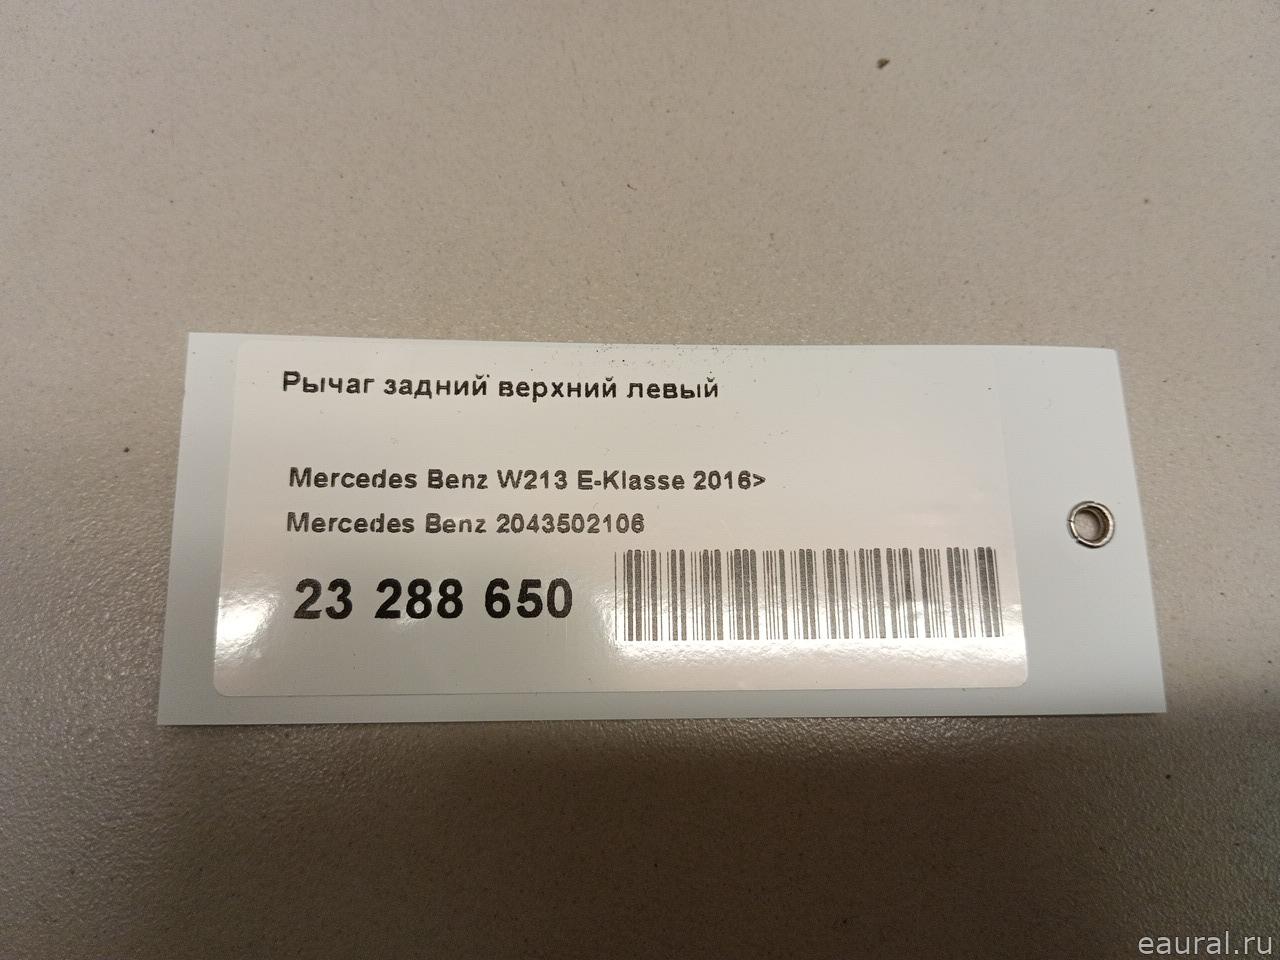 Рычаг задний верхний левый
Mercedes Benz W213 E-Klasse 2016>
Mercedes Benz 2043502106
23 288 650
eaural.ru